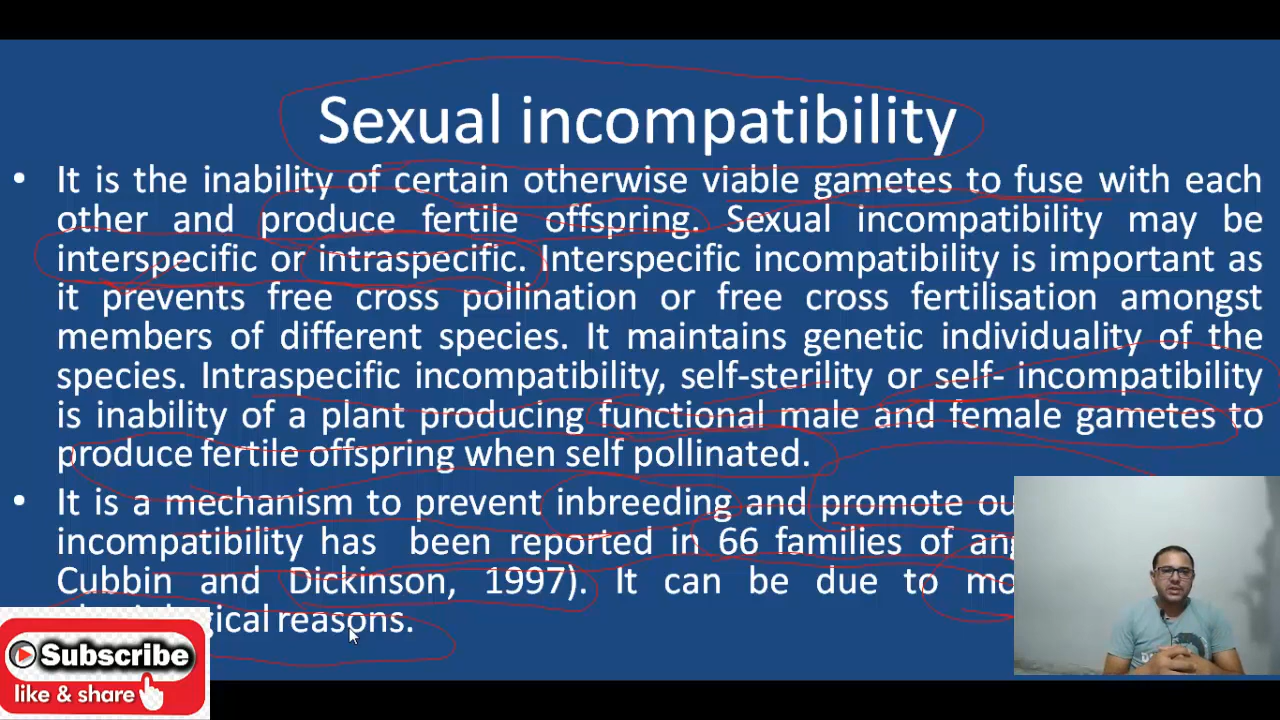 Sexual incompatibility
• It is the inability of certain otherwise viable gametes to fuse with each
other and produce fertile offspring. Sexual incompatibility may be
interspecific or intraspecific. Interspecific incompatibility is important as
it prevents free cross pollination or free cross fertilisation amongst
members of different species. It maintains genetic individuality of the
species. Intraspecific incompatibility, self-sterility or self- incompatibility
is inability of a plant producing functional male and female gametes to
produce fertile offspring when self pollinated.
• It is a mechanism to prevent inbreeding and promote
incompatibility has been reported in 66 families of
Cubbin and Dickinson, 1997). It can be due to
reasons.
Subscribe
like & share